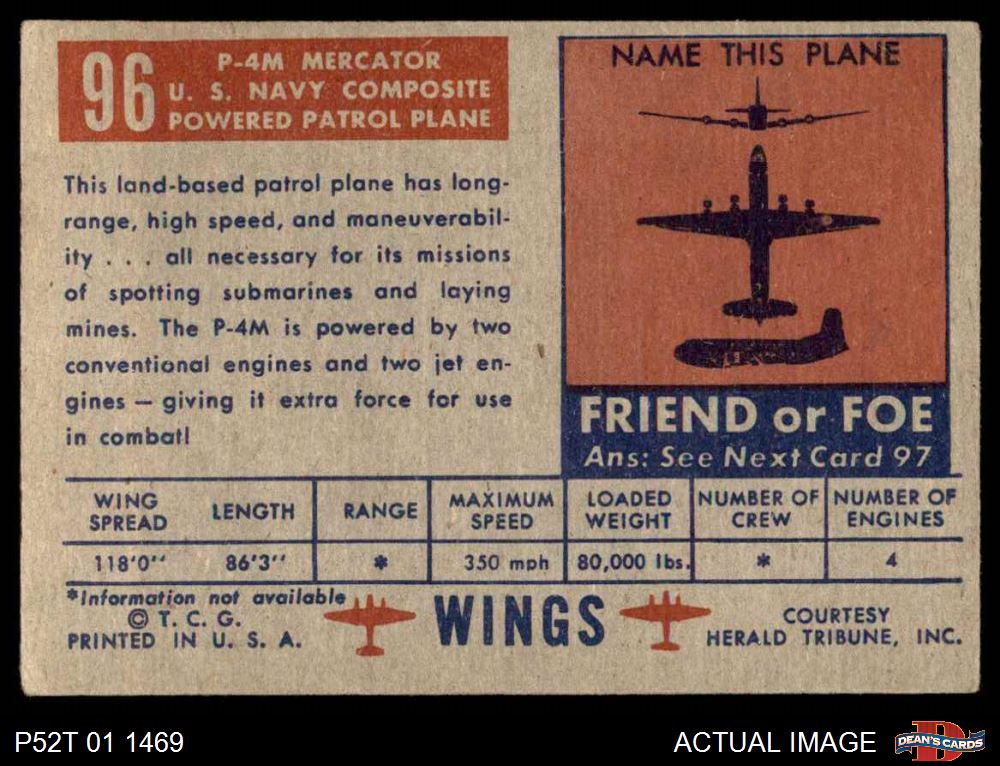 96
P-4M MERCATOR
U. S. NAVY COMPOSITE
POWERED PATROL PLANE
This land-based patrol plane has long-
range, high speed, and maneuverabil-
ity . . . all necessary for its missions
of spotting submarines and laying
mines. The P-4M is powered by two
conventional engines and two jet en-
gines — giving it extra force for use
in combat!
NAME THIS PLANE
FRIEND or FOE
Ans: See Next Card 97
WING SPREAD LENGTH RANGE MAXIMUM SPEED LOADED WEIGHT NUMBER OF CREW NUMBER OF ENGINES
118'0'' 86'3'' * 350 mph 80,000 lbs. * 4
*Information not available
© T. C. G.
PRINTED IN U. S. A.
WINGS
COURTESY
HERALD TRIBUNE, INC.
P52T 01 1469
ACTUAL IMAGE
D
DEAN'S CARDS